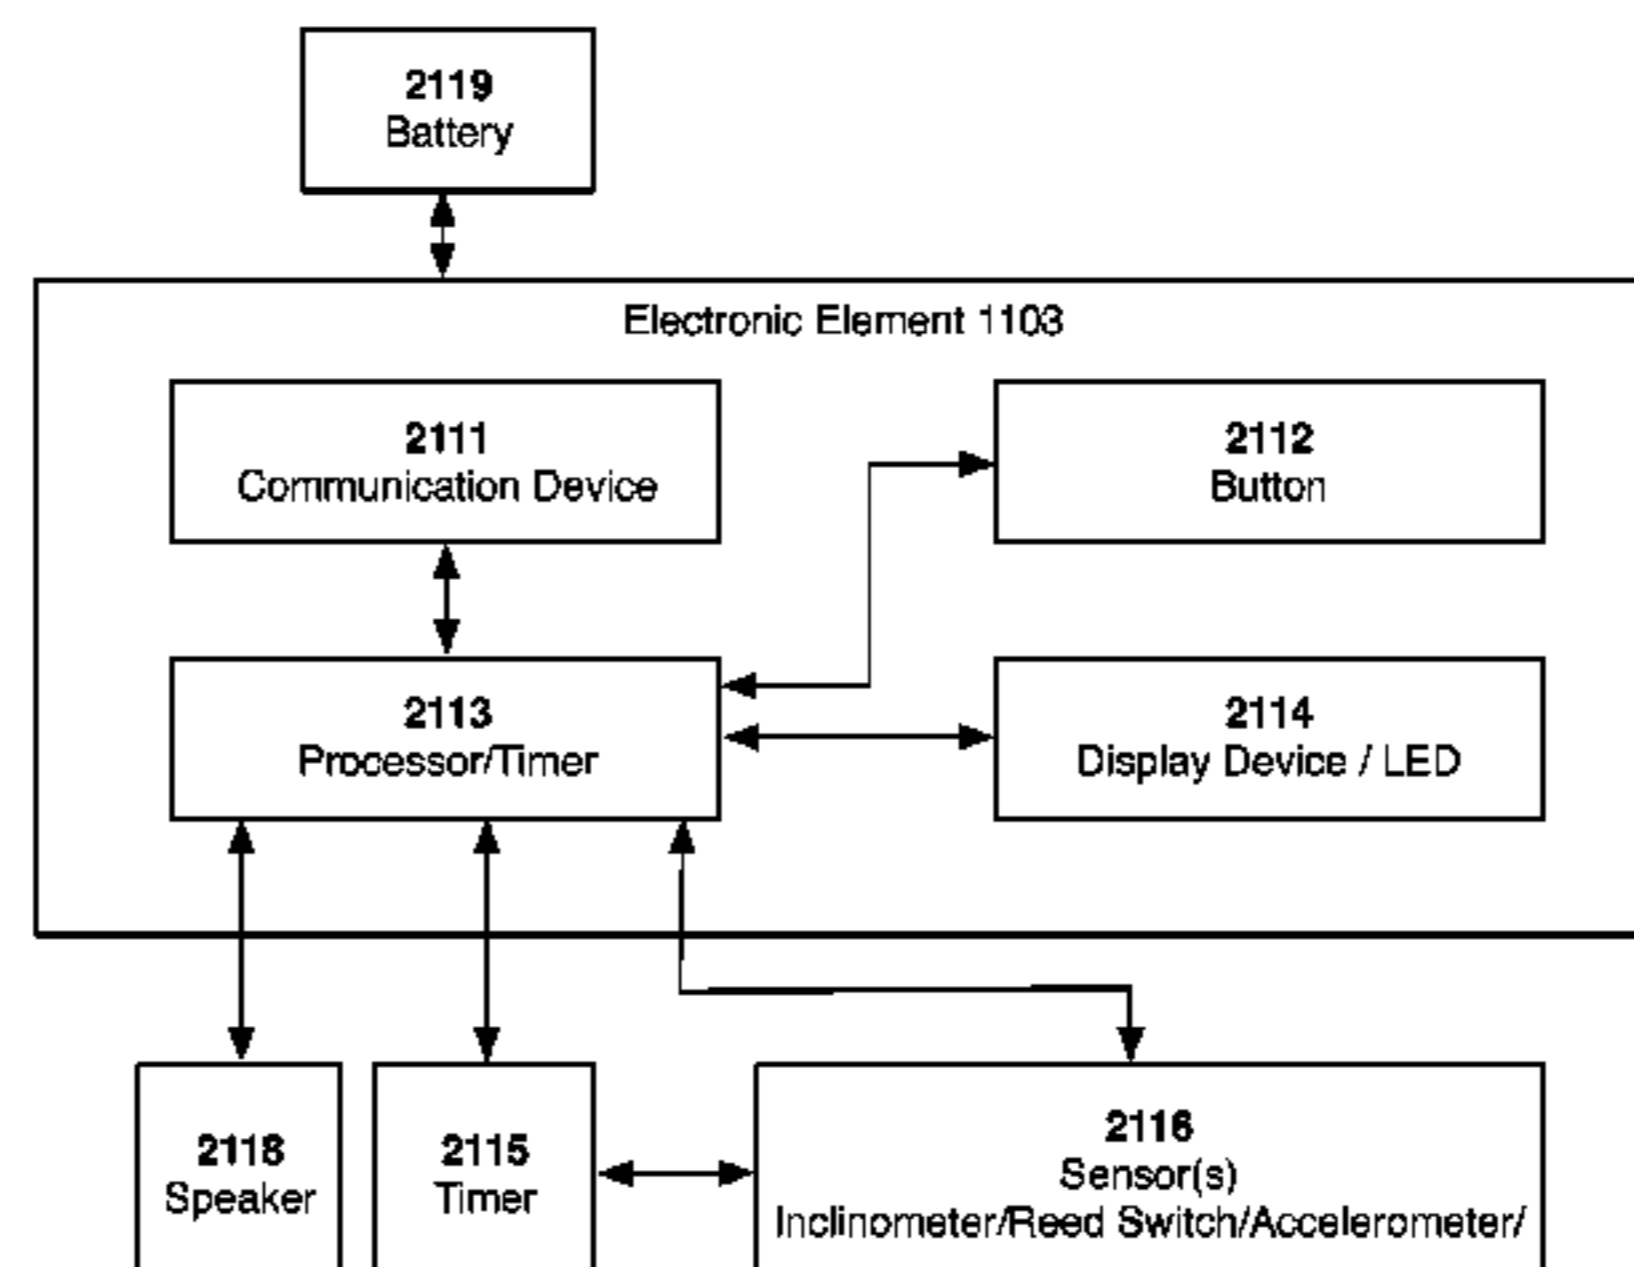 2119
Battery
Electronic Element 1103
2111
Communication Device
2112
Button
2113
Processor/Timer
2114
Display Device / LED
2118
Speaker
2115
Timer
2116
Sensor(s)
Inclinometer/Reed Switch/Accelerometer/